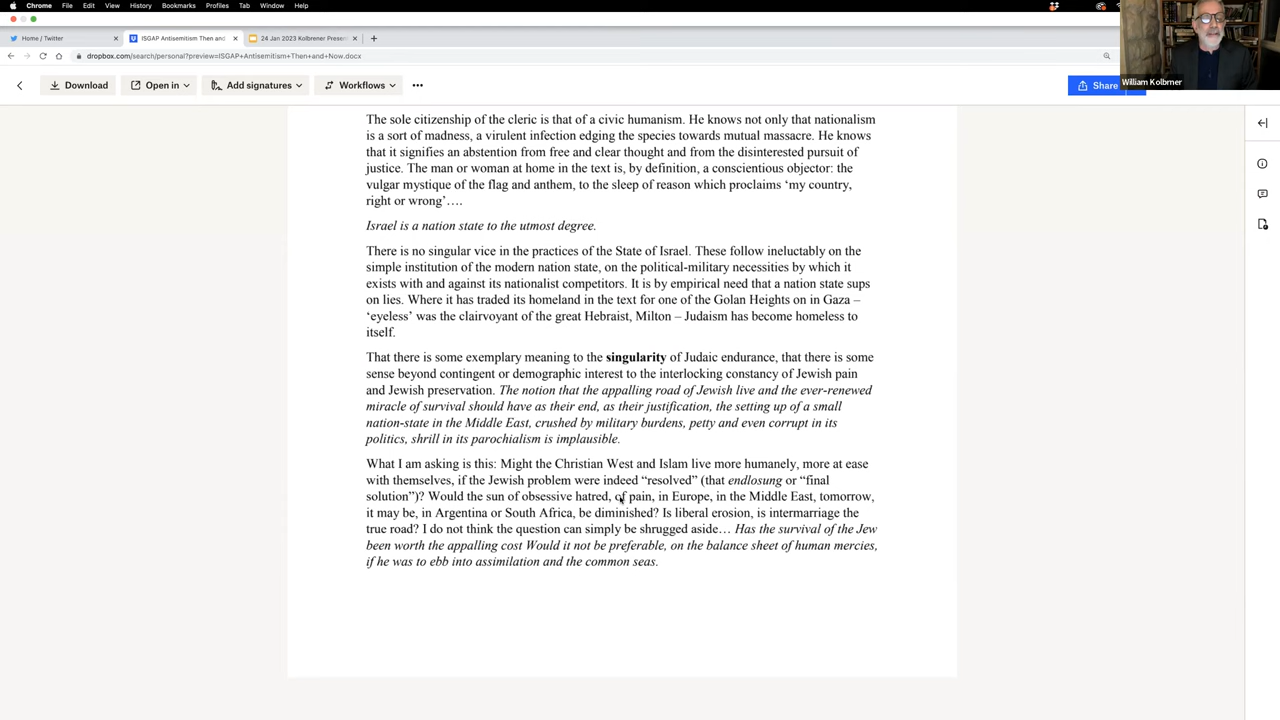 Chrome File Edit View History Bookmarks Profiles Tab Window Help
Home / Twitter ISGAP Antisemitism Then and 24 Jan 2023 Kolbrener Presen
dropbox.com/search/personal?preview=ISGAP+Antisemitism+Then+and+Now.docx
William Kolbrner
Download Open in Add signatures Workflows Share
The sole citizenship of the cleric is that of a civic humanism. He knows not only that nationalism
is a sort of madness, a virulent infection edging the species towards mutual massacre. He knows
that it signifies an abstention from free and clear thought and from the disinterested pursuit of
justice. The man or woman at home in the text is, by definition, a conscientious objector: the
vulgar mystique of the flag and anthem, to the sleep of reason which proclaims ‘my country,
right or wrong’….
Israel is a nation state to the utmost degree.
There is no singular vice in the practices of the State of Israel. These follow ineluctably on the
simple institution of the modern nation state, on the political-military necessities by which it
exists with and against its nationalist competitors. It is by empirical need that a nation state sups
on lies. Where it has traded its homeland in the text for one of the Golan Heights on in Gaza –
‘eyeless’ was the clairvoyant of the great Hebraist, Milton – Judaism has become homeless to
itself.
That there is some exemplary meaning to the singularity of Judaic endurance, that there is some
sense beyond contingent or demographic interest to the interlocking constancy of Jewish pain
and Jewish preservation. The notion that the appalling road of Jewish live and the ever-renewed
miracle of survival should have as their end, as their justification, the setting up of a small
nation-state in the Middle East, crushed by military burdens, petty and even corrupt in its
politics, shrill in its parochialism is implausible.
What I am asking is this: Might the Christian West and Islam live more humanely, more at ease
with themselves, if the Jewish problem were indeed “resolved” (that endlosung or “final
solution”)? Would the sun of obsessive hatred, of pain, in Europe, in the Middle East, tomorrow,
it may be, in Argentina or South Africa, be diminished? Is liberal erosion, is intermarriage the
true road? I do not think the question can simply be shrugged aside… Has the survival of the Jew
been worth the appalling cost Would it not be preferable, on the balance sheet of human mercies,
if he was to ebb into assimilation and the common seas.